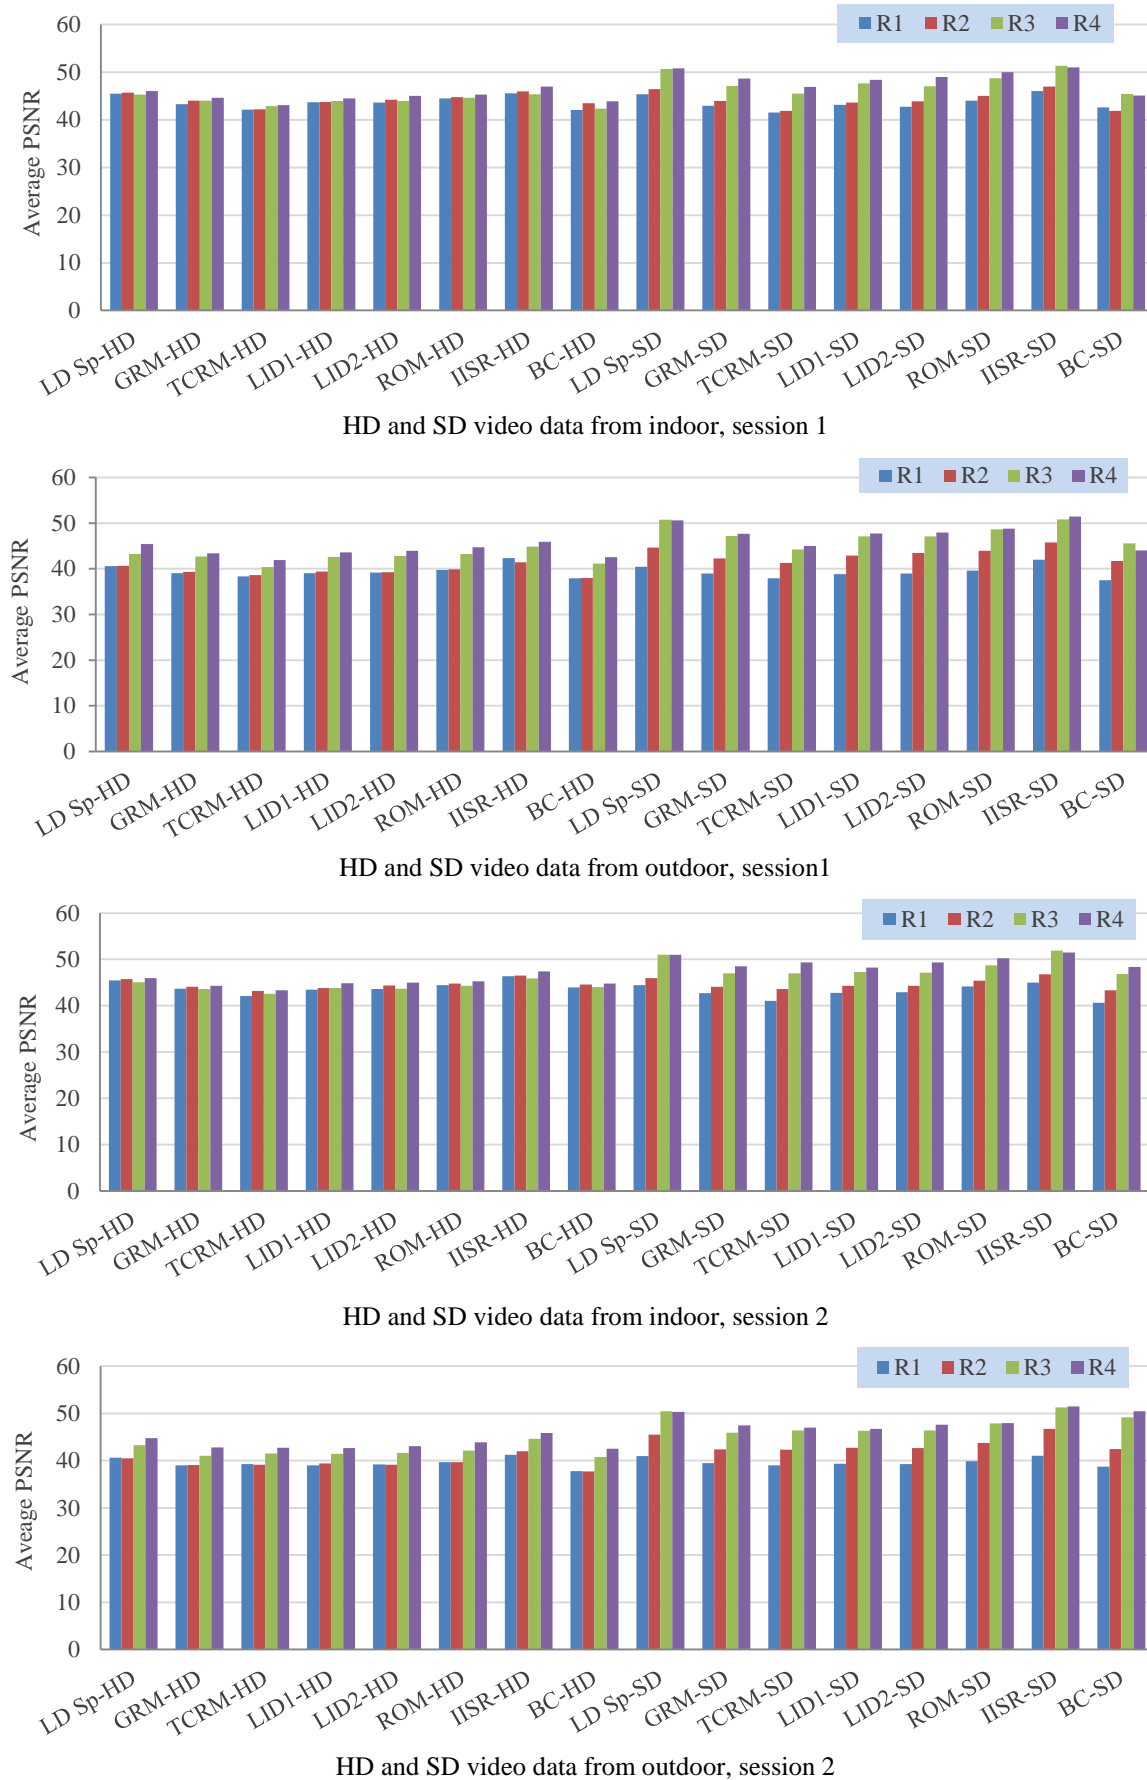 R1 R2 R3 R4
Average PSNR
60
50
40
30
20
10
0
LD Sp-HD GRM-HD TCRM-HD LID1-HD LID2-HD ROM-HD IISR-HD BC-HD LD Sp-SD GRM-SD TCRM-SD LID1-SD LID2-SD ROM-SD IISR-SD BC-SD
HD and SD video data from indoor, session 1
R1 R2 R3 R4
Average PSNR
60
50
40
30
20
10
0
LD Sp-HD GRM-HD TCRM-HD LID1-HD LID2-HD ROM-HD IISR-HD BC-HD LD Sp-SD GRM-SD TCRM-SD LID1-SD LID2-SD ROM-SD IISR-SD BC-SD
HD and SD video data from outdoor, session1
R1 R2 R3 R4
Average PSNR
60
50
40
30
20
10
0
LD Sp-HD GRM-HD TCRM-HD LID1-HD LID2-HD ROM-HD IISR-HD BC-HD LD Sp-SD GRM-SD TCRM-SD LID1-SD LID2-SD ROM-SD IISR-SD BC-SD
HD and SD video data from indoor, session 2
R1 R2 R3 R4
Aveage PSNR
60
50
40
30
20
10
0
LD Sp-HD GRM-HD TCRM-HD LID1-HD LID2-HD ROM-HD IISR-HD BC-HD LD Sp-SD GRM-SD TCRM-SD LID1-SD LID2-SD ROM-SD IISR-SD BC-SD
HD and SD video data from outdoor, session 2